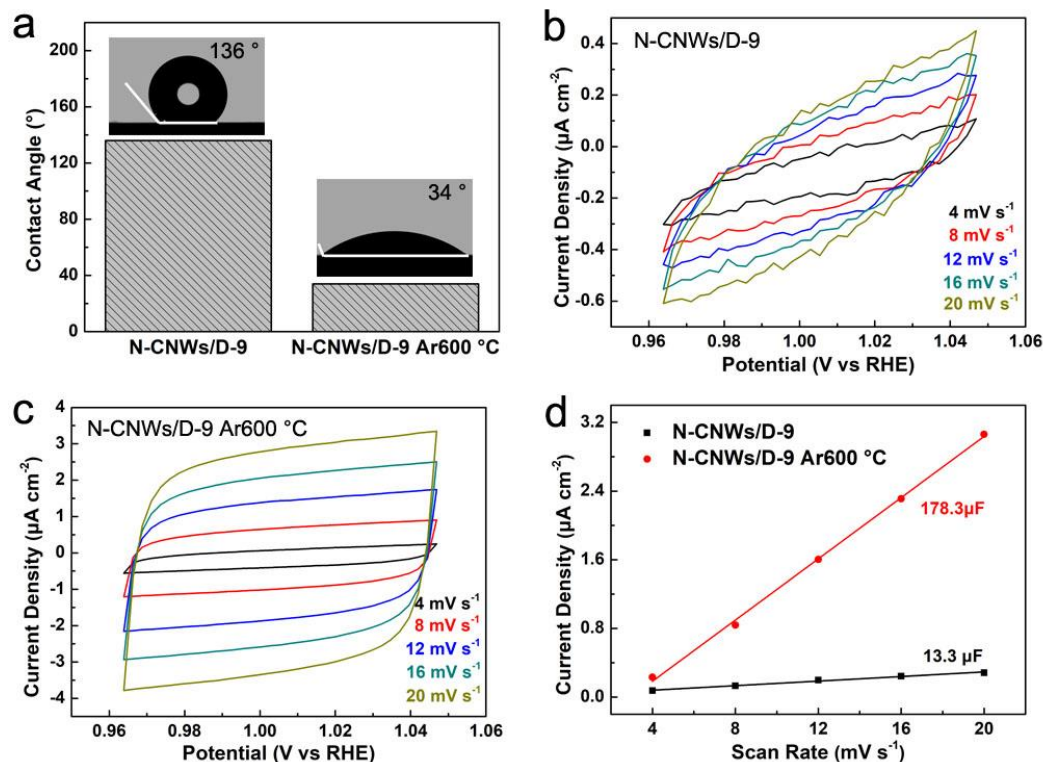 a
200
160
120
80
40
0
Contact Angle (°)
136 °
34 °
N-CNWs/D-9
N-CNWs/D-9 Ar600 °C
b
N-CNWs/D-9
0.4
0.2
0.0
-0.2
-0.4
-0.6
Current Density (µA cm⁻²)
4 mV s⁻¹
8 mV s⁻¹
12 mV s⁻¹
16 mV s⁻¹
20 mV s⁻¹
0.96 0.98 1.00 1.02 1.04 1.06
Potential (V vs RHE)
c
N-CNWs/D-9 Ar600 °C
4
3
2
1
0
-1
-2
-3
-4
Current Density (µA cm⁻²)
4 mV s⁻¹
8 mV s⁻¹
12 mV s⁻¹
16 mV s⁻¹
20 mV s⁻¹
0.96 0.98 1.00 1.02 1.04 1.06
Potential (V vs RHE)
d
N-CNWs/D-9
N-CNWs/D-9 Ar600 °C
3.2
2.4
1.6
0.8
0.0
Current Density (µA cm⁻²)
178.3µF
13.3 µF
4 8 12 16 20
Scan Rate (mV s⁻¹)